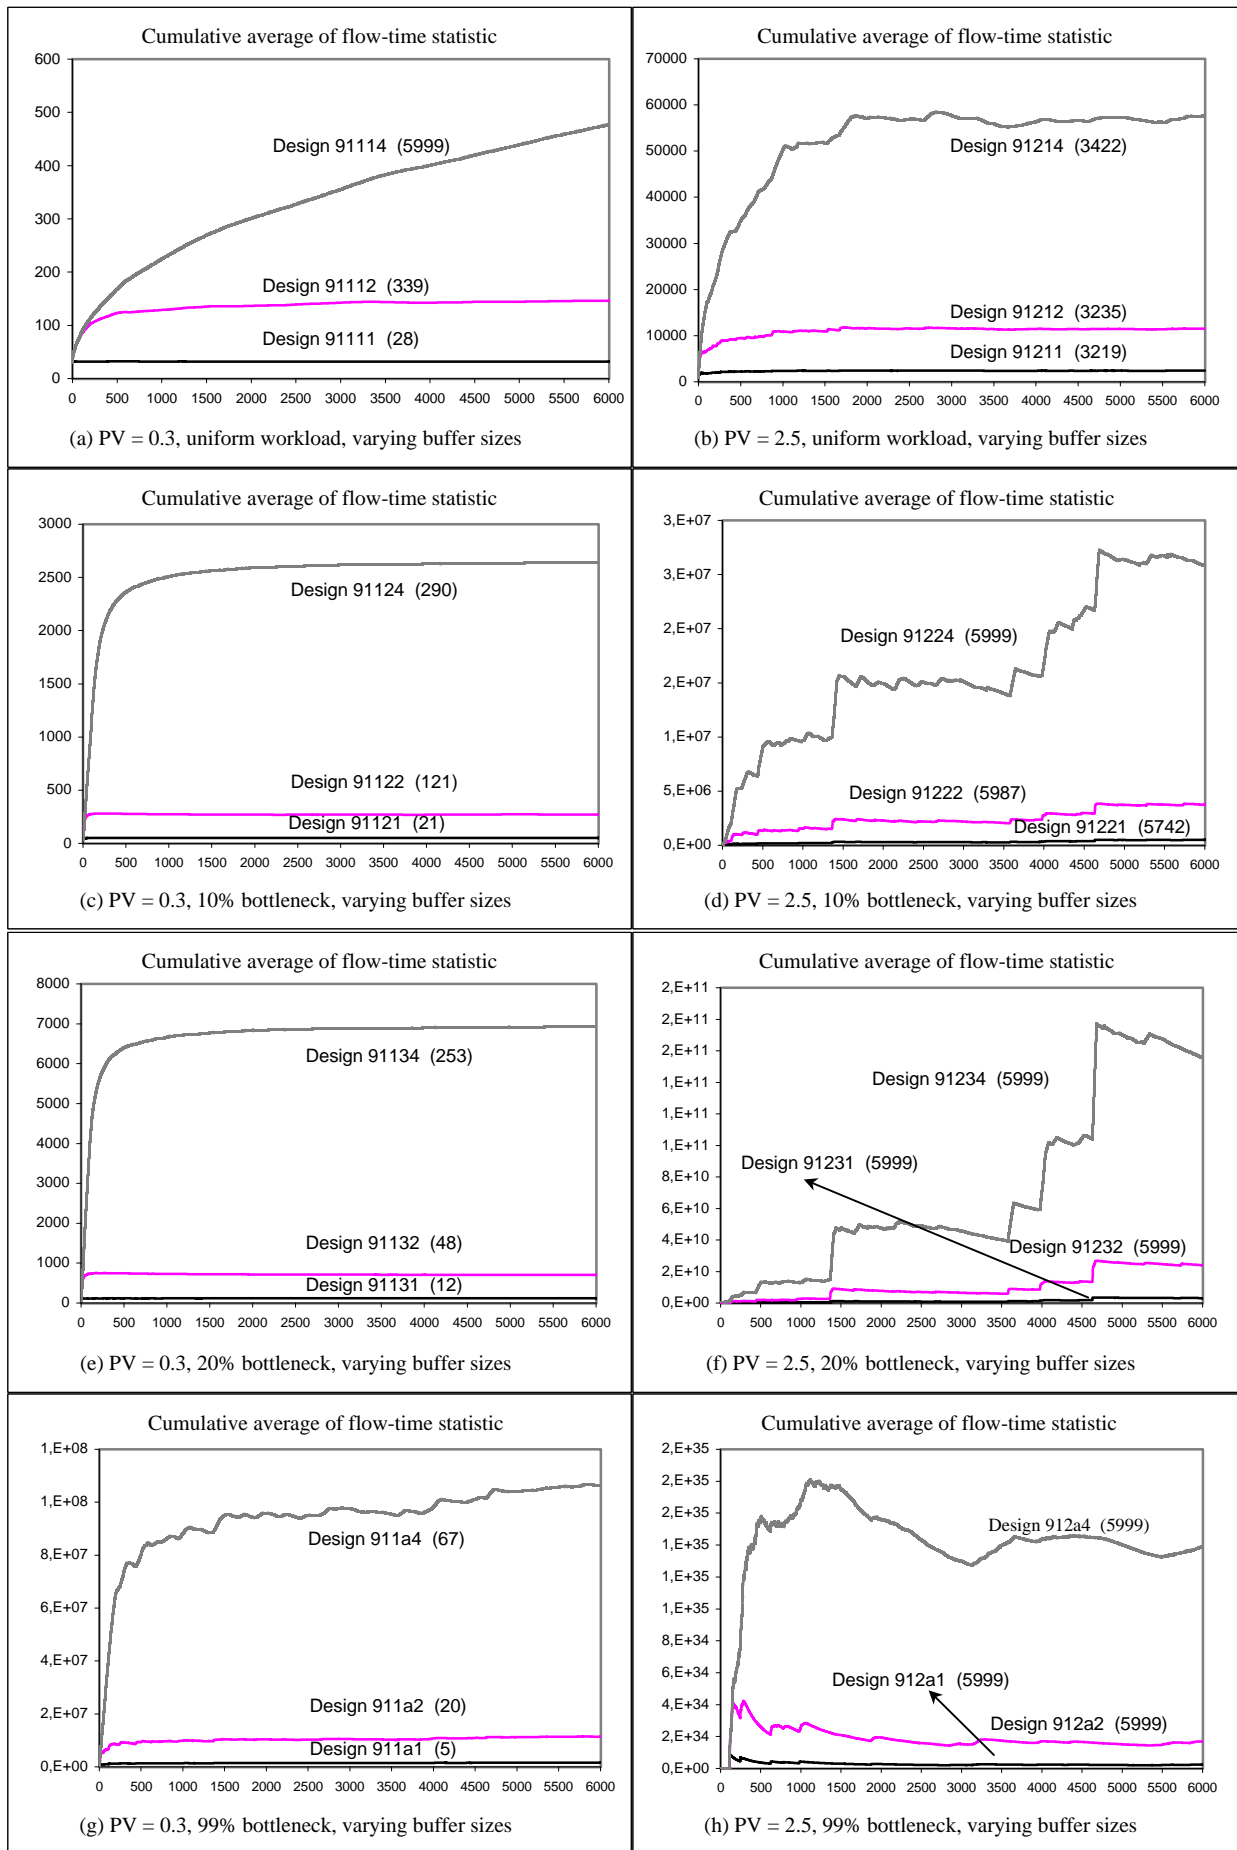 Cumulative average of flow-time statistic
600
500
400
300
200
100
0
Design 91114 (5999)
Design 91112 (339)
Design 91111 (28)
0 500 1000 1500 2000 2500 3000 3500 4000 4500 5000 5500 6000
(a) PV = 0.3, uniform workload, varying buffer sizes
Cumulative average of flow-time statistic
70000
60000
50000
40000
30000
20000
10000
0
Design 91214 (3422)
Design 91212 (3235)
Design 91211 (3219)
0 500 1000 1500 2000 2500 3000 3500 4000 4500 5000 5500 6000
(b) PV = 2.5, uniform workload, varying buffer sizes
Cumulative average of flow-time statistic
3000
2500
2000
1500
1000
500
0
Design 91124 (290)
Design 91122 (121)
Design 91121 (21)
0 500 1000 1500 2000 2500 3000 3500 4000 4500 5000 5500 6000
(c) PV = 0.3, 10% bottleneck, varying buffer sizes
Cumulative average of flow-time statistic
3,E+07
3,E+07
2,E+07
2,E+07
1,E+07
5,E+06
0,E+00
Design 91224 (5999)
Design 91222 (5987)
Design 91221 (5742)
0 500 1000 1500 2000 2500 3000 3500 4000 4500 5000 5500 6000
(d) PV = 2.5, 10% bottleneck, varying buffer sizes
Cumulative average of flow-time statistic
8000
7000
6000
5000
4000
3000
2000
1000
0
Design 91134 (253)
Design 91132 (48)
Design 91131 (12)
0 500 1000 1500 2000 2500 3000 3500 4000 4500 5000 5500 6000
(e) PV = 0.3, 20% bottleneck, varying buffer sizes
Cumulative average of flow-time statistic
2,E+11
2,E+11
2,E+11
1,E+11
1,E+11
1,E+11
8,E+10
6,E+10
4,E+10
2,E+10
0,E+00
Design 91234 (5999)
Design 91231 (5999)
Design 91232 (5999)
0 500 1000 1500 2000 2500 3000 3500 4000 4500 5000 5500 6000
(f) PV = 2.5, 20% bottleneck, varying buffer sizes
Cumulative average of flow-time statistic
1,E+08
1,E+08
8,E+07
6,E+07
4,E+07
2,E+07
0,E+00
Design 911a4 (67)
Design 911a2 (20)
Design 911a1 (5)
0 500 1000 1500 2000 2500 3000 3500 4000 4500 5000 5500 6000
(g) PV = 0.3, 99% bottleneck, varying buffer sizes
Cumulative average of flow-time statistic
2,E+35
2,E+35
2,E+35
1,E+35
1,E+35
1,E+35
8,E+34
6,E+34
4,E+34
2,E+34
0,E+00
Design 912a4 (5999)
Design 912a1 (5999)
Design 912a2 (5999)
0 500 1000 1500 2000 2500 3000 3500 4000 4500 5000 5500 6000
(h) PV = 2.5, 99% bottleneck, varying buffer sizes